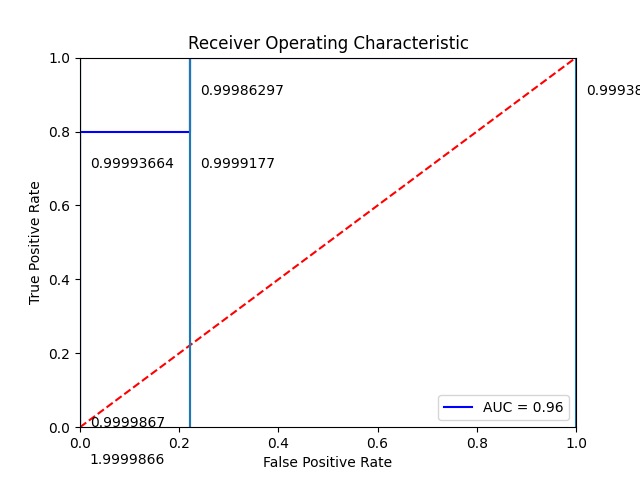 Receiver Operating Characteristic
1.0
0.99986297
0.99938
0.8
0.99993664
0.9999177
True Positive Rate
0.6
0.4
0.2
AUC = 0.96
0.9999867
0.0
0.0 0.2 0.4 0.6 0.8 1.0
1.9999866
False Positive Rate